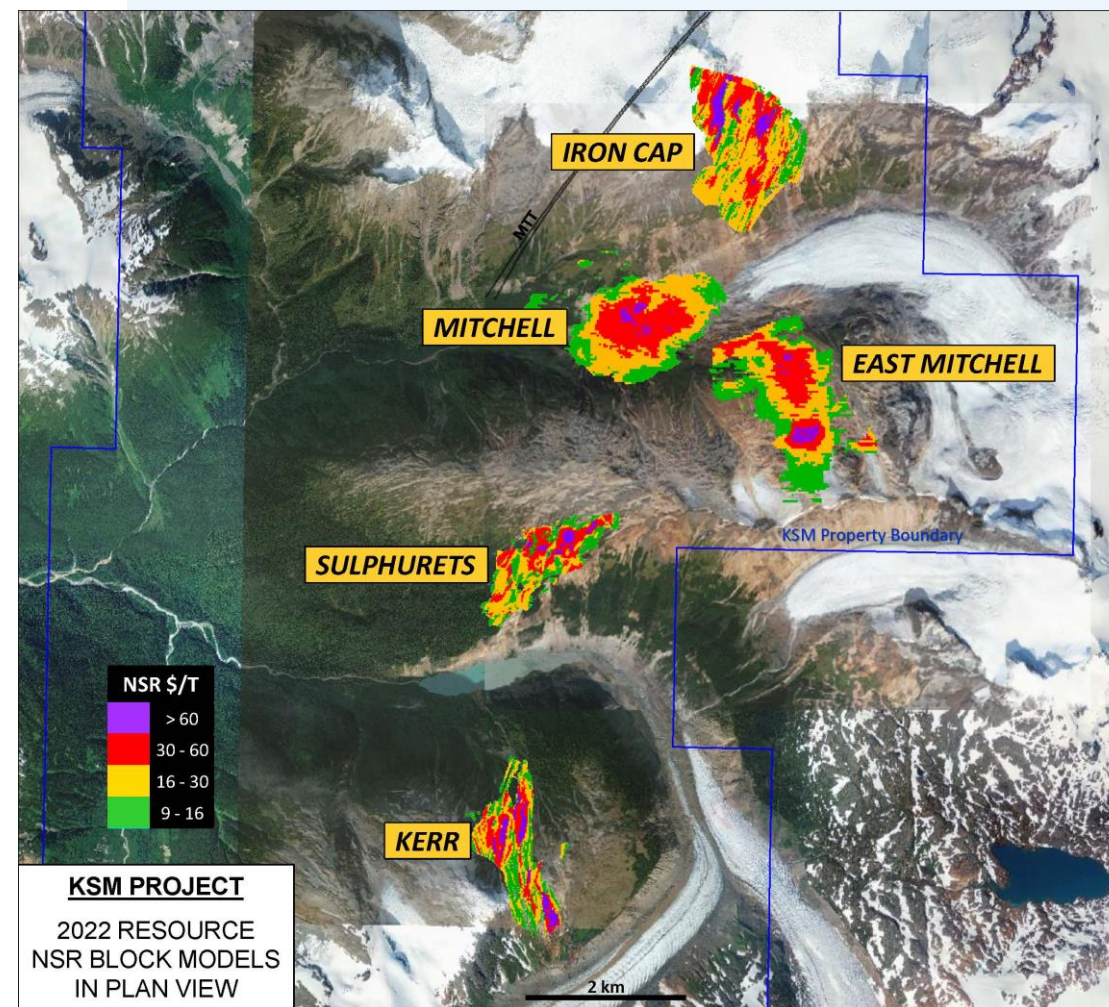 IRON CAP
MTT
MITCHELL
EAST MITCHELL
KSM Property Boundary
SULPHURETS
NSR $/T
> 60
30 - 60
16 - 30
9 - 16
KERR
KSM PROJECT
2022 RESOURCE
NSR BLOCK MODELS
IN PLAN VIEW
2 km